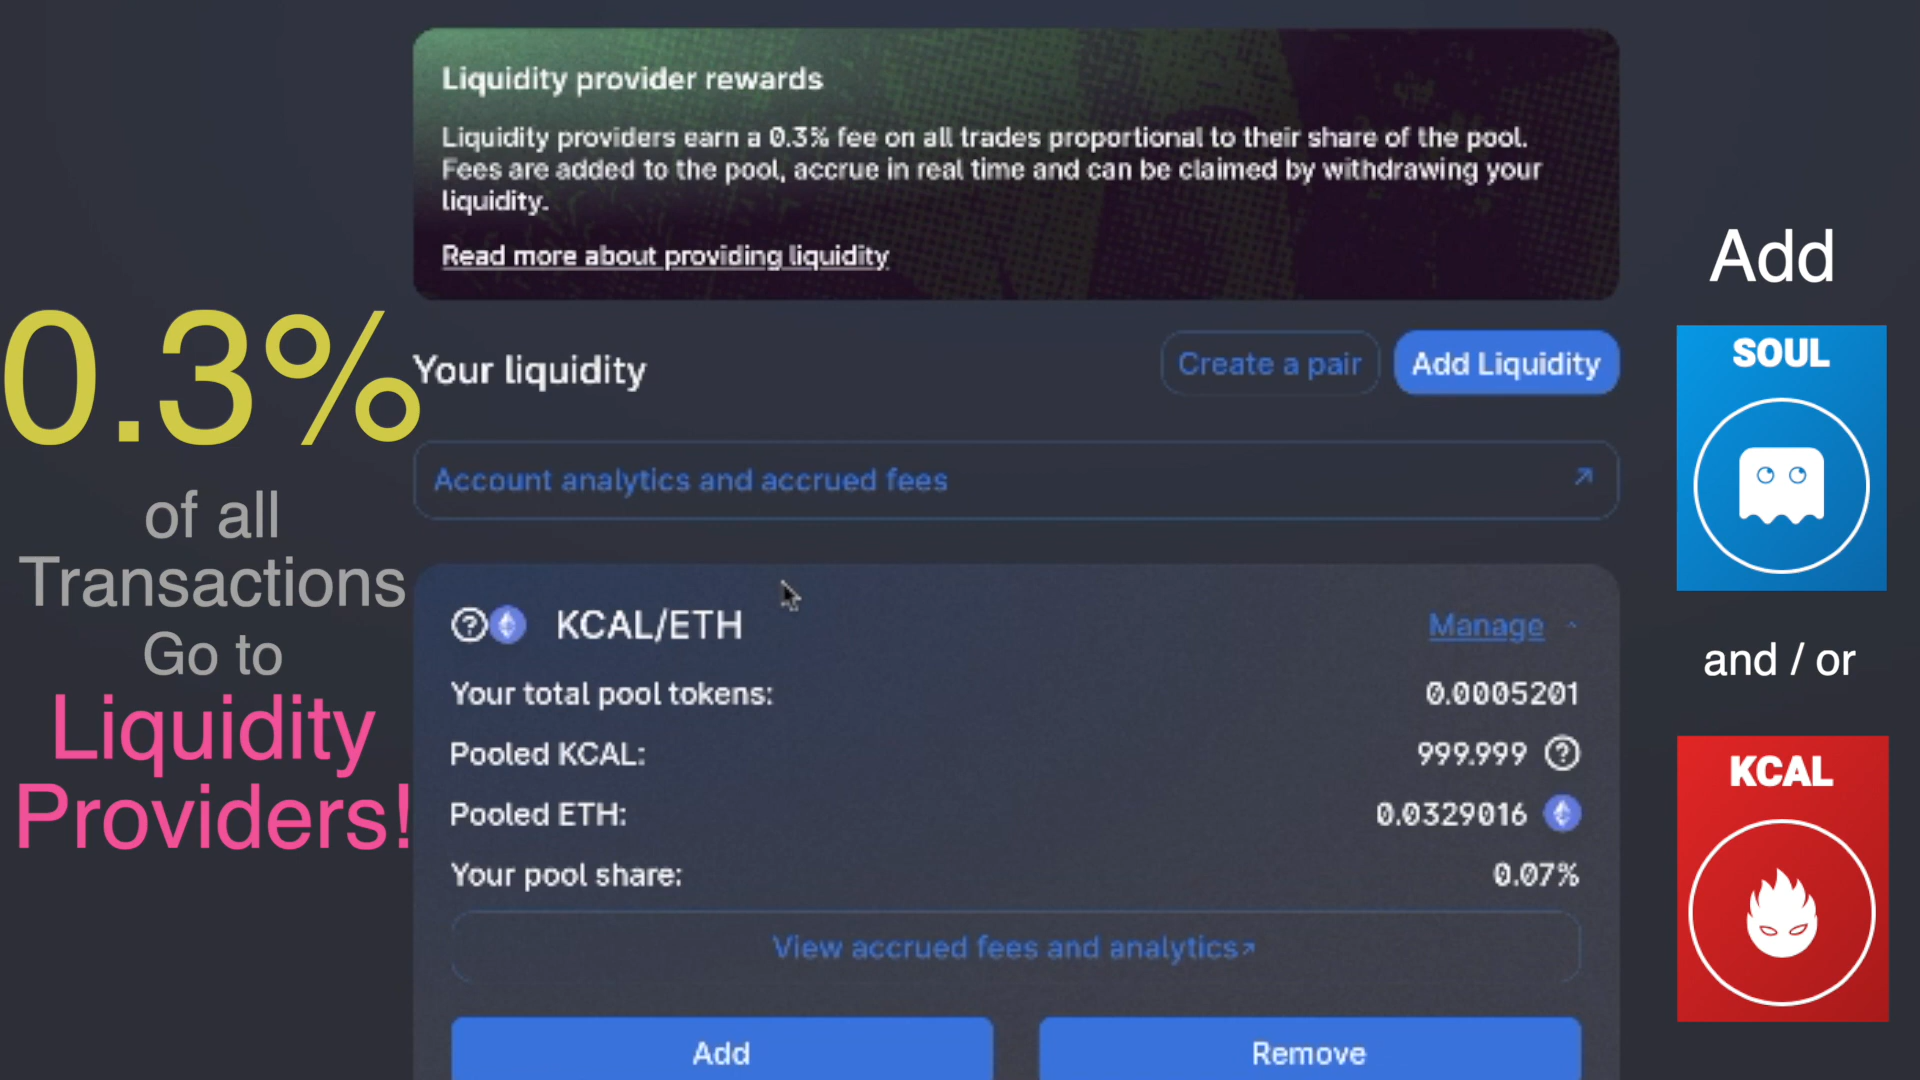 Liquidity provider rewards
Liquidity providers earn a 0.3% fee on all trades proportional to their share of the pool.
Fees are added to the pool, accrue in real time and can be claimed by withdrawing your
liquidity.
Read more about providing liquidity
0.3%
of all
Transactions
Go to
Liquidity
Providers!
Your liquidity
Create a pair
Add Liquidity
Account analytics and accrued fees
KCAL/ETH
Manage
Your total pool tokens:
0.0005201
Pooled KCAL:
999.999
Pooled ETH:
0.0329016
Your pool share:
0.07%
View accrued fees and analytics
Add
Remove
Add
SOUL
and / or
KCAL